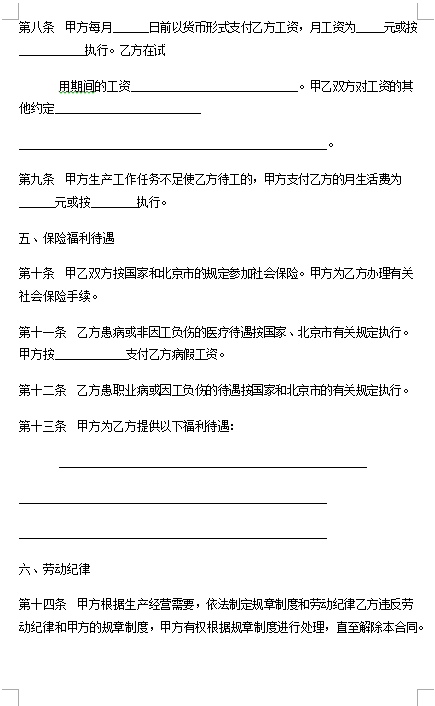 第八条　甲方每月______日前以货币形式支付乙方工资，月工资为_____元或按
___________执行。乙方在试
用期间的工资____________________________。甲乙双方对工资的其
他约定________________________
____________________________________________________。
第九条　甲方生产工作任务不足使乙方待工的，甲方支付乙方的月生活费为
______元或按________执行。
五、保险福利待遇
第十条　甲乙双方按国家和北京市的规定参加社会保险。甲方为乙方办理有关
社会保险手续。
第十一条　乙方患病或非因工负伤的医疗待遇按国家、北京市有关规定执行。
甲方按____________支付乙方病假工资。
第十二条　乙方患职业病或因工负伤的待遇按国家和北京市的有关规定执行。
第十三条　甲方为乙方提供以下福利待遇：
____________________________________________________
____________________________________________________
____________________________________________________
六、劳动纪律
第十四条　甲方根据生产经营需要，依法制定规章制度和劳动纪律乙方违反劳
动纪律和甲方的规章制度，甲方有权根据规章制度进行处理，直至解除本合同。